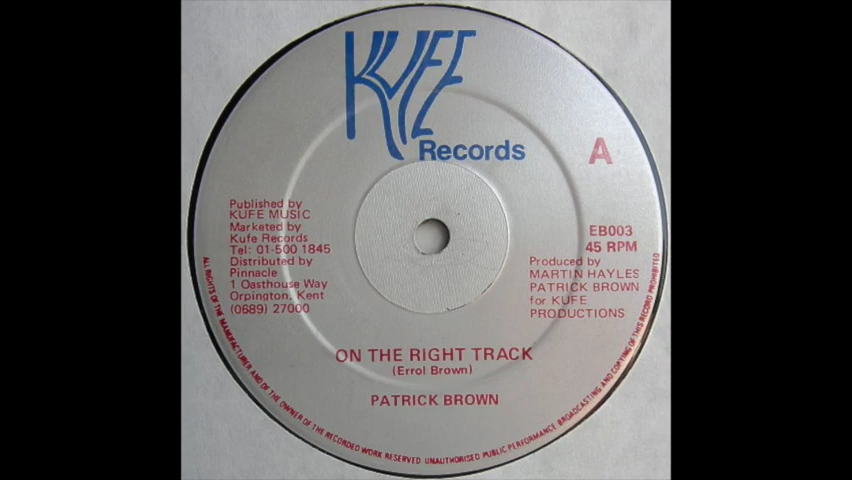 KUFE
Records
A
Published by
KUFE MUSIC
Marketed by
Kufe Records
Tel: 01-500 1845
Distributed by
Pinnacle
1 Oasthouse Way
Orpington, Kent
(0689) 27000
EB003
45 RPM
Produced by
MARTIN HAYLES
PATRICK BROWN
for KUFE
PRODUCTIONS
ON THE RIGHT TRACK
(Errol Brown)
PATRICK BROWN
ALL RIGHTS OF THE MANUFACTURER AND OF THE OWNER OF THE RECORDED WORK RESERVED UNAUTHORISED PUBLIC PERFORMANCE BROADCASTING AND COPYING OF THIS RECORD PROHIBITED